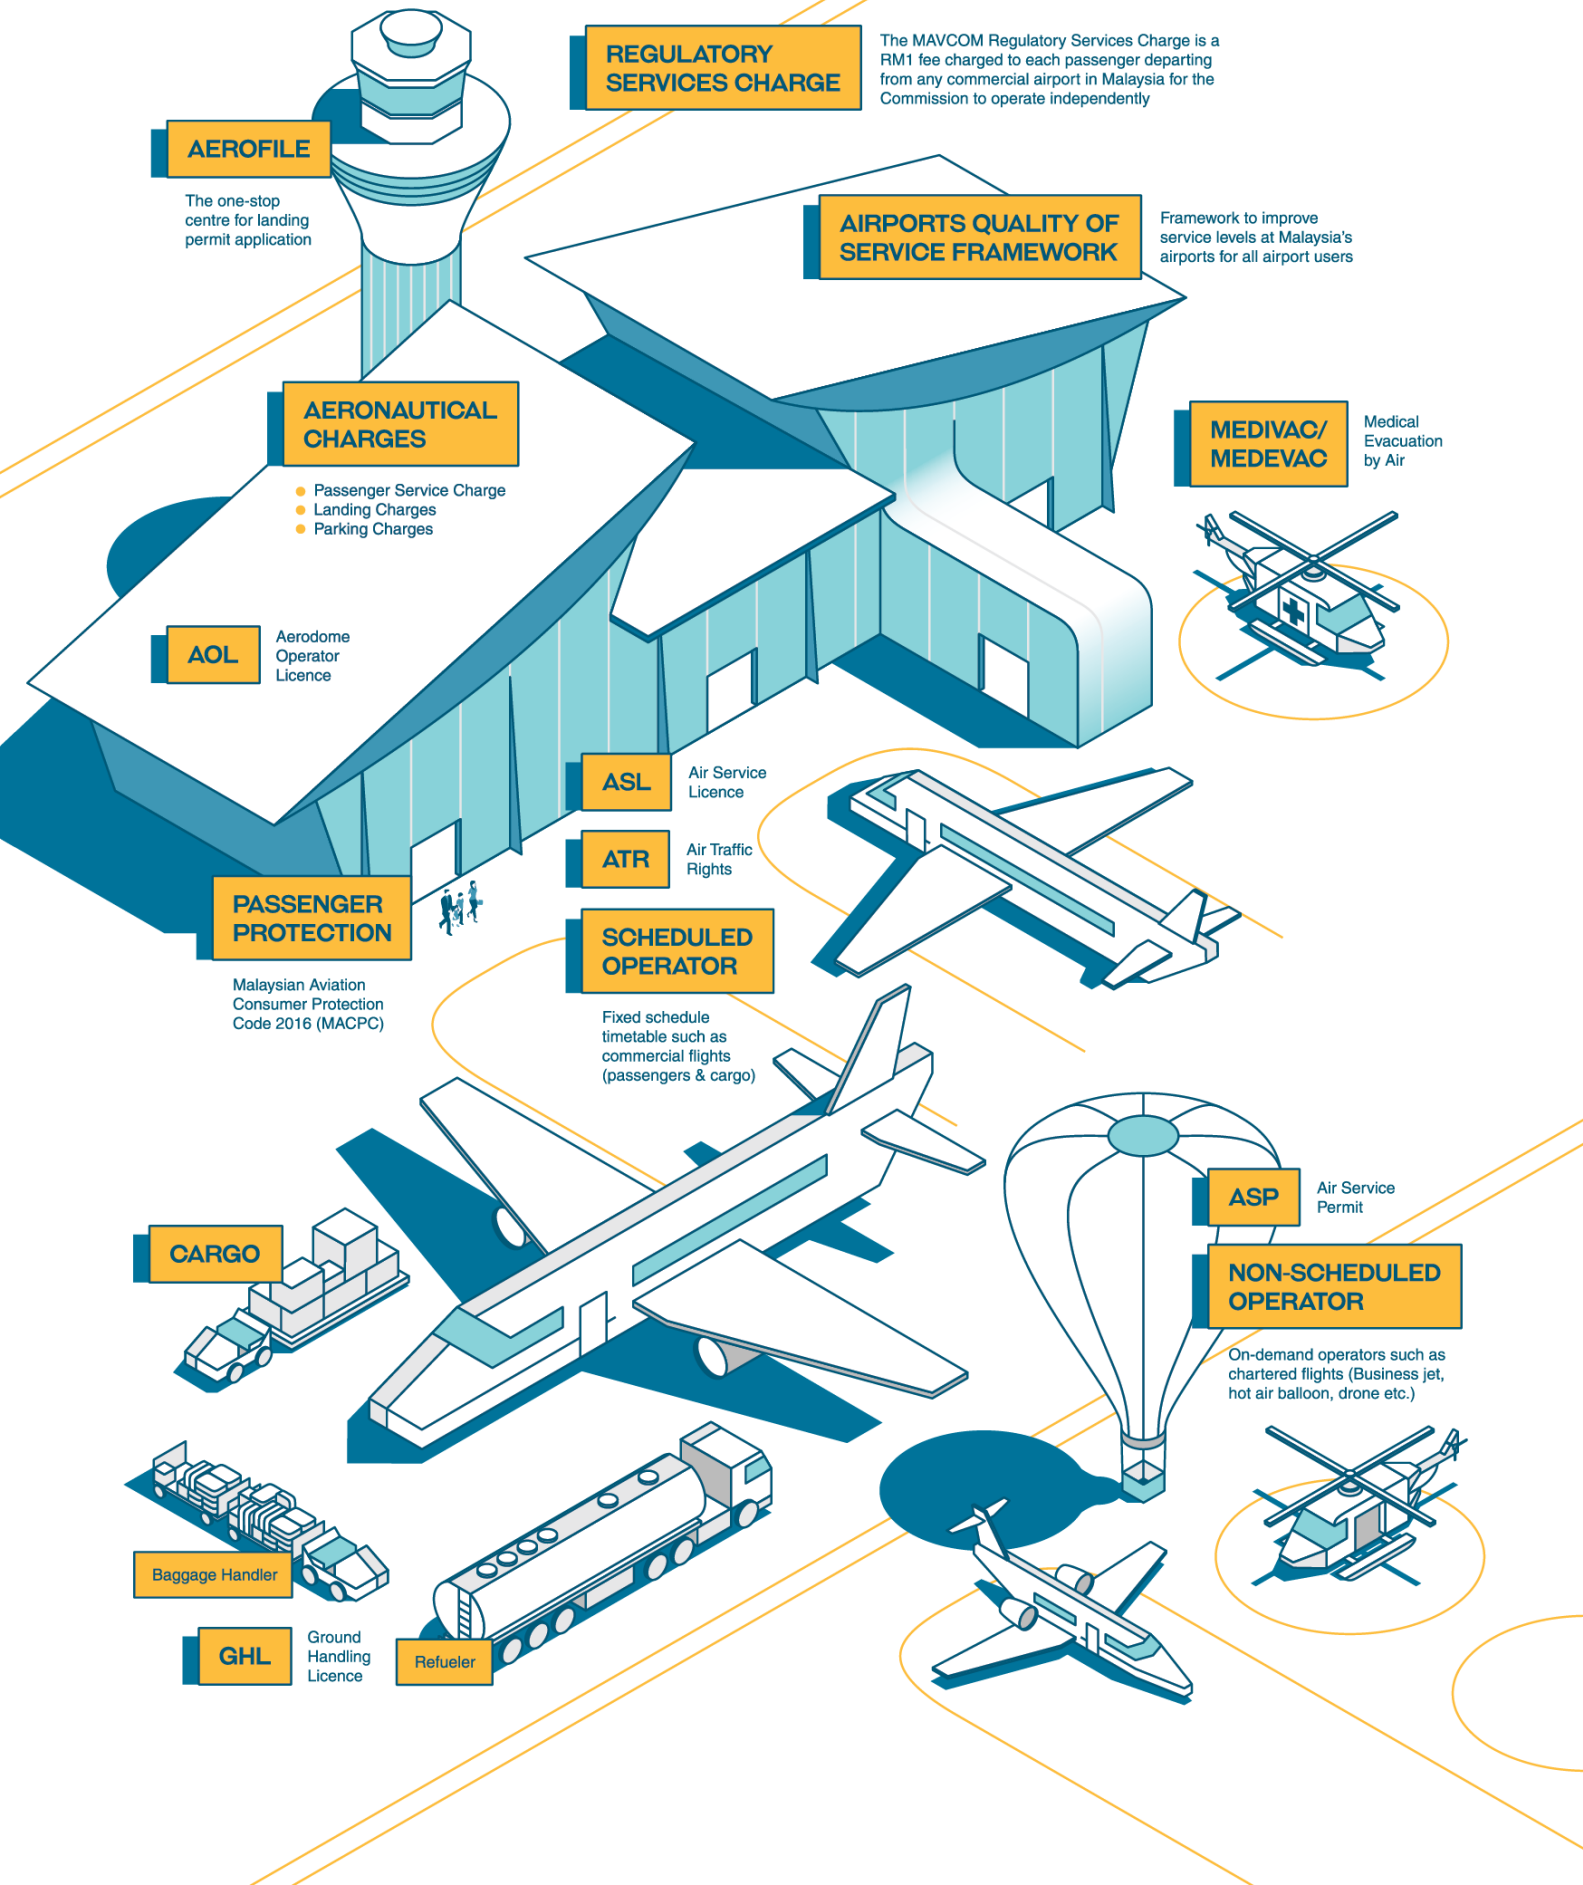 REGULATORY
SERVICES CHARGE
The MAVCOM Regulatory Services Charge is a
RM1 fee charged to each passenger departing
from any commercial airport in Malaysia for the
Commission to operate independently
AEROFILE
The one-stop
centre for landing
permit application
AIRPORTS QUALITY OF
SERVICE FRAMEWORK
Framework to improve
service levels at Malaysia's
airports for all airport users
AERONAUTICAL
CHARGES
Passenger Service Charge
Landing Charges
Parking Charges
MEDIVAC/
MEDEVAC
Medical
Evacuation
by Air
AOL
Aerodome
Operator
Licence
ASL
Air Service
Licence
ATR
Air Traffic
Rights
PASSENGER
PROTECTION
Malaysian Aviation
Consumer Protection
Code 2016 (MACPC)
SCHEDULED
OPERATOR
Fixed schedule
timetable such as
commercial flights
(passengers & cargo)
ASP
Air Service
Permit
CARGO
NON-SCHEDULED
OPERATOR
On-demand operators such as
chartered flights (Business jet,
hot air balloon, drone etc.)
Baggage Handler
GHL
Ground
Handling
Licence
Refueler